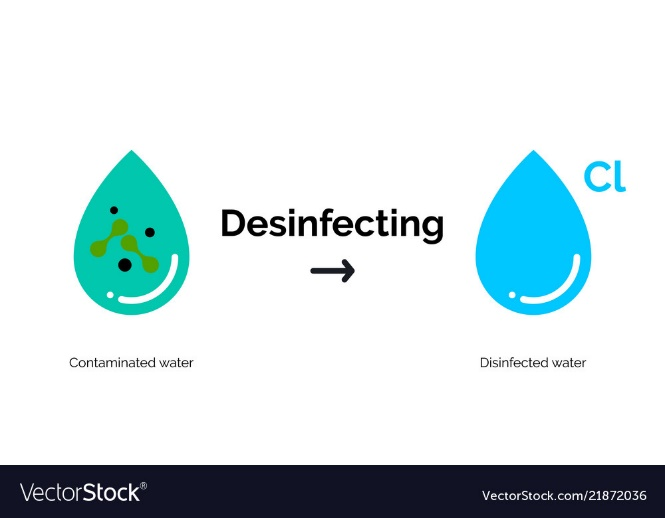 Cl
Desinfecting
Contaminated water
Disinfected water
VectorStock®
VectorStock.com/21872036